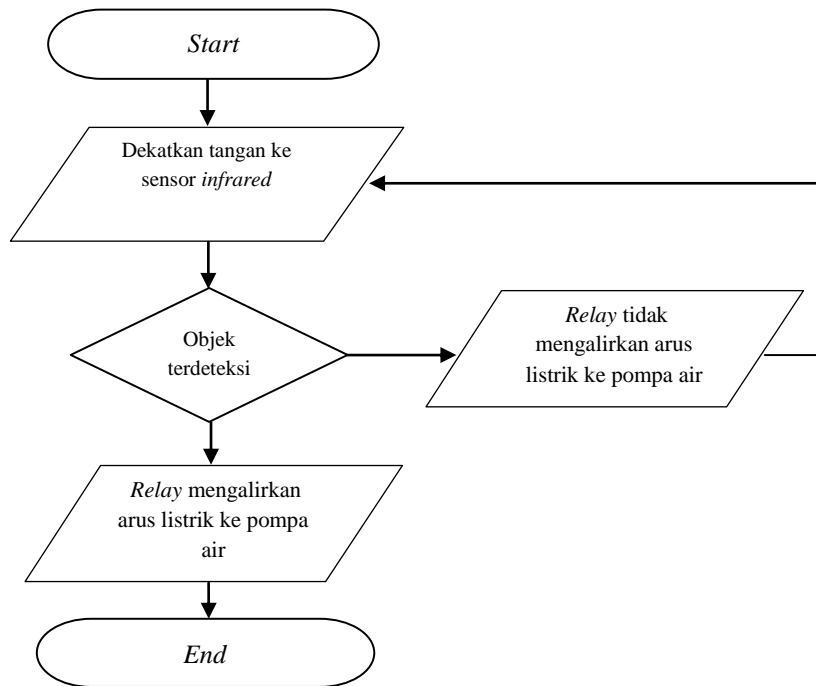 Start
Dekatkan tangan ke
sensor infrared
Objek
terdeteksi
Relay tidak
mengalirkan arus
listrik ke pompa air
Relay mengalirkan
arus listrik ke pompa
air
End